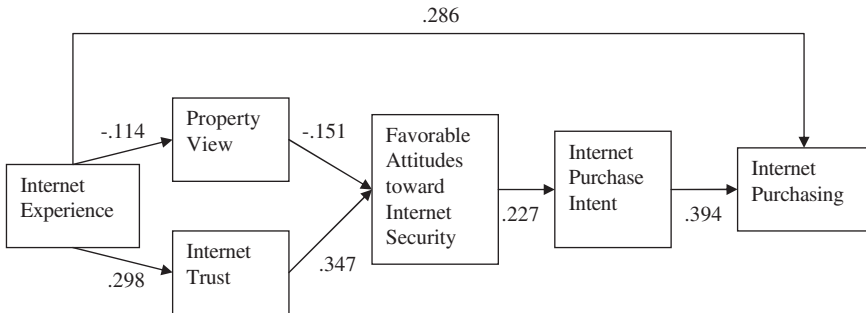 .286
-.114
Property
View
-.151
Favorable
Attitudes
toward
Internet
Security
Internet
Purchase
Intent
Internet
Purchasing
Internet
Experience
.227
.394
.298
Internet
Trust
.347